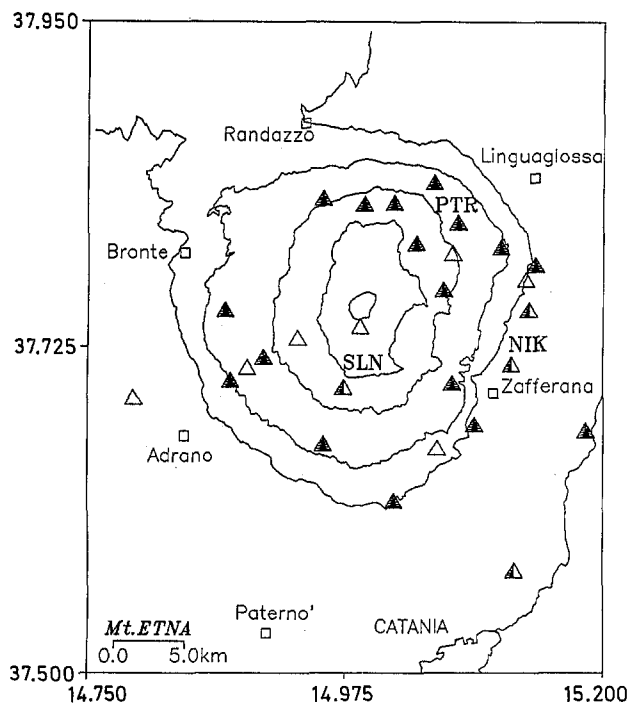 37.950
Randazzo
Linguaglossa
PTR
Bronte
37.725
NIK
SLN
Zafferana
Adrano
Paterno'
Mt.ETNA
CATANIA
0.0 5.0km
37.500
14.750 14.975 15.200